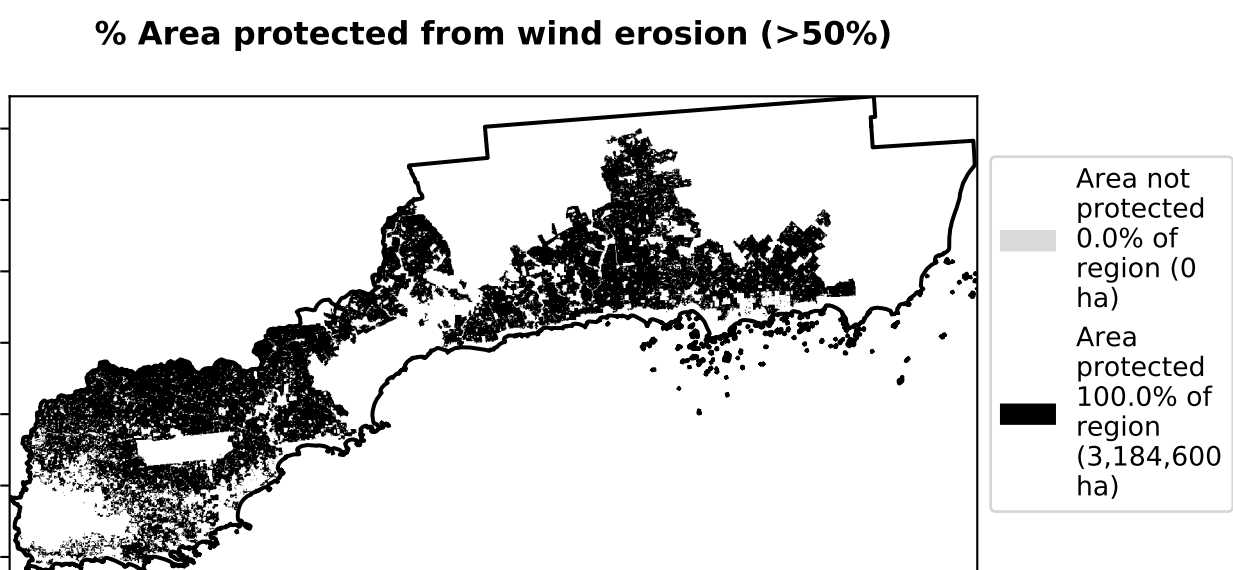 % Area protected from wind erosion (>50%)
Area not
protected
0.0% of
region (0
ha)
Area
protected
100.0% of
region
(3,184,600
ha)